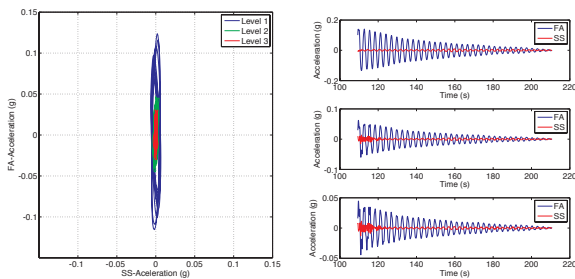 0.15
0.1
0.05
0
-0.05
-0.1
-0.1
-0.05
0
0.05
0.1
0.15
FA-Acceleration (g)
SS-Aceleration (g)
Level 1
Level 2
Level 3
0.2
0
-0.2
100
120
140
160
180
200
220
Acceleration (g)
Time (s)
FA
SS
0.1
0
-0.1
100
120
140
160
180
200
220
Acceleration (g)
Time (s)
FA
SS
0.05
0
-0.05
100
120
140
160
180
200
220
Acceleration (g)
Time (s)
FA
SS